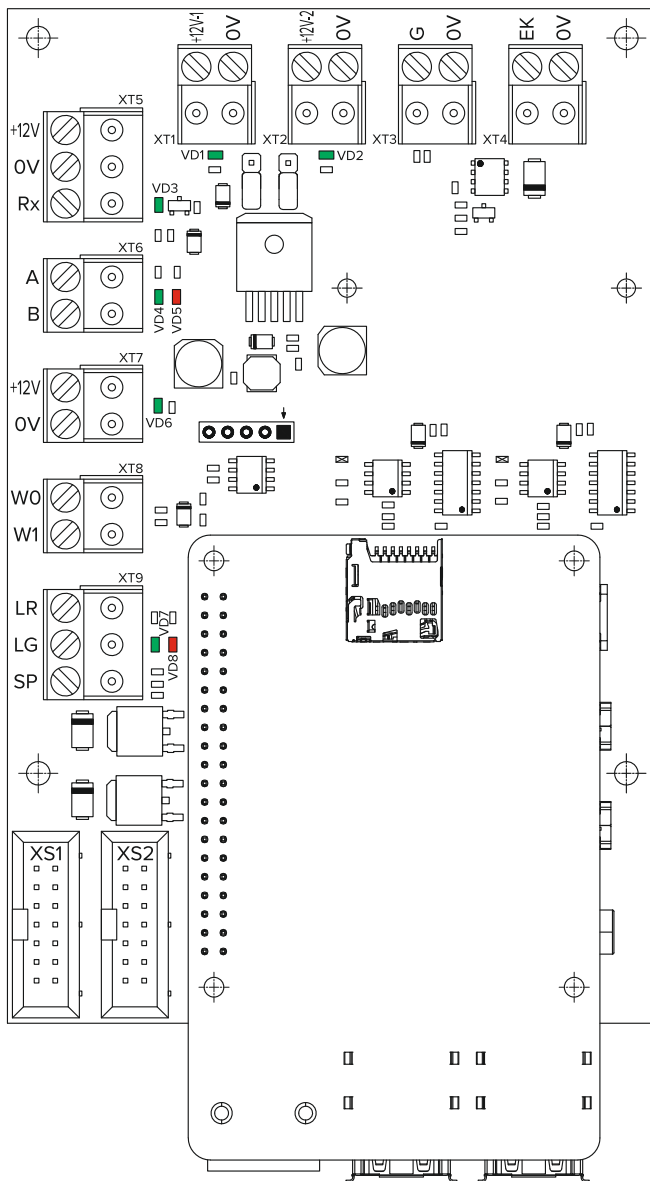 +12V-1 0V +12V-2 0V G 0V EK 0V
XT1 XT2 XT3 XT4
VD1 VD2
XT5
+12V
0V
Rx
VD3
XT6
A
B
VD4 VD5
XT7
+12V
0V
VD6
XT8
W0
W1
XT9
LR
LG
SP
VD7
VD8
XS1 XS2